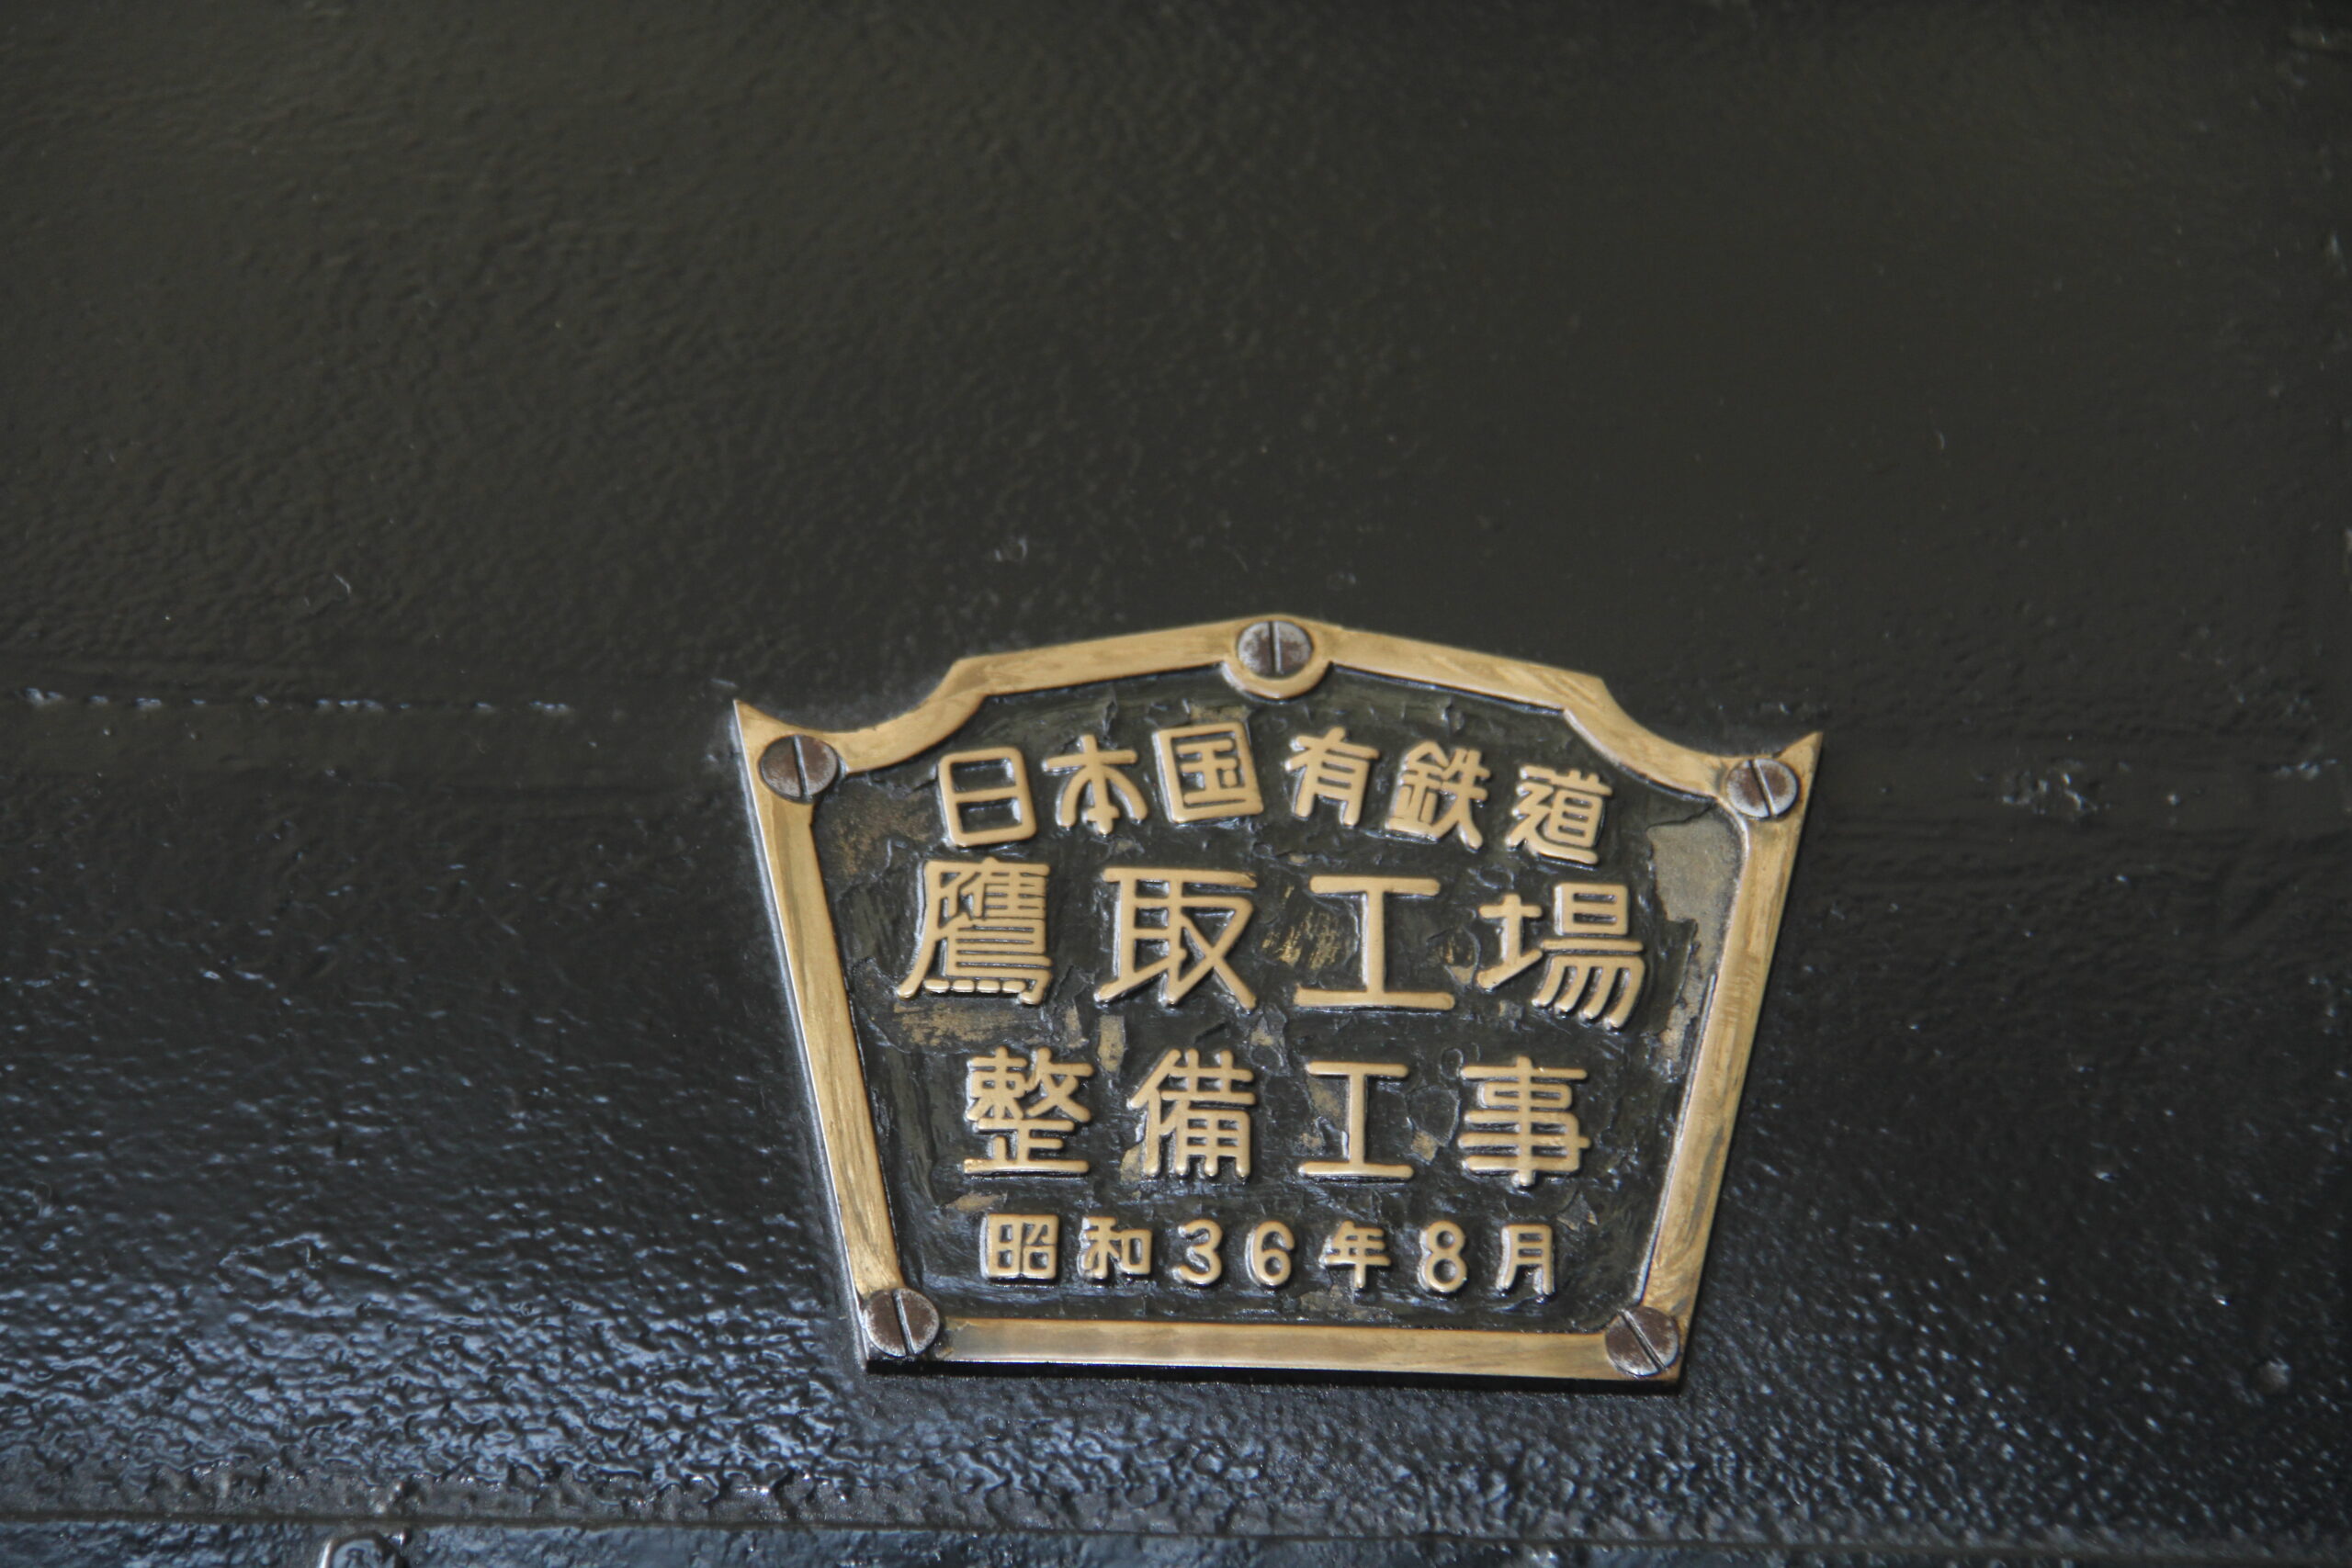 日本国有鉄道
鷹取工場
整備工事
昭和36年8月